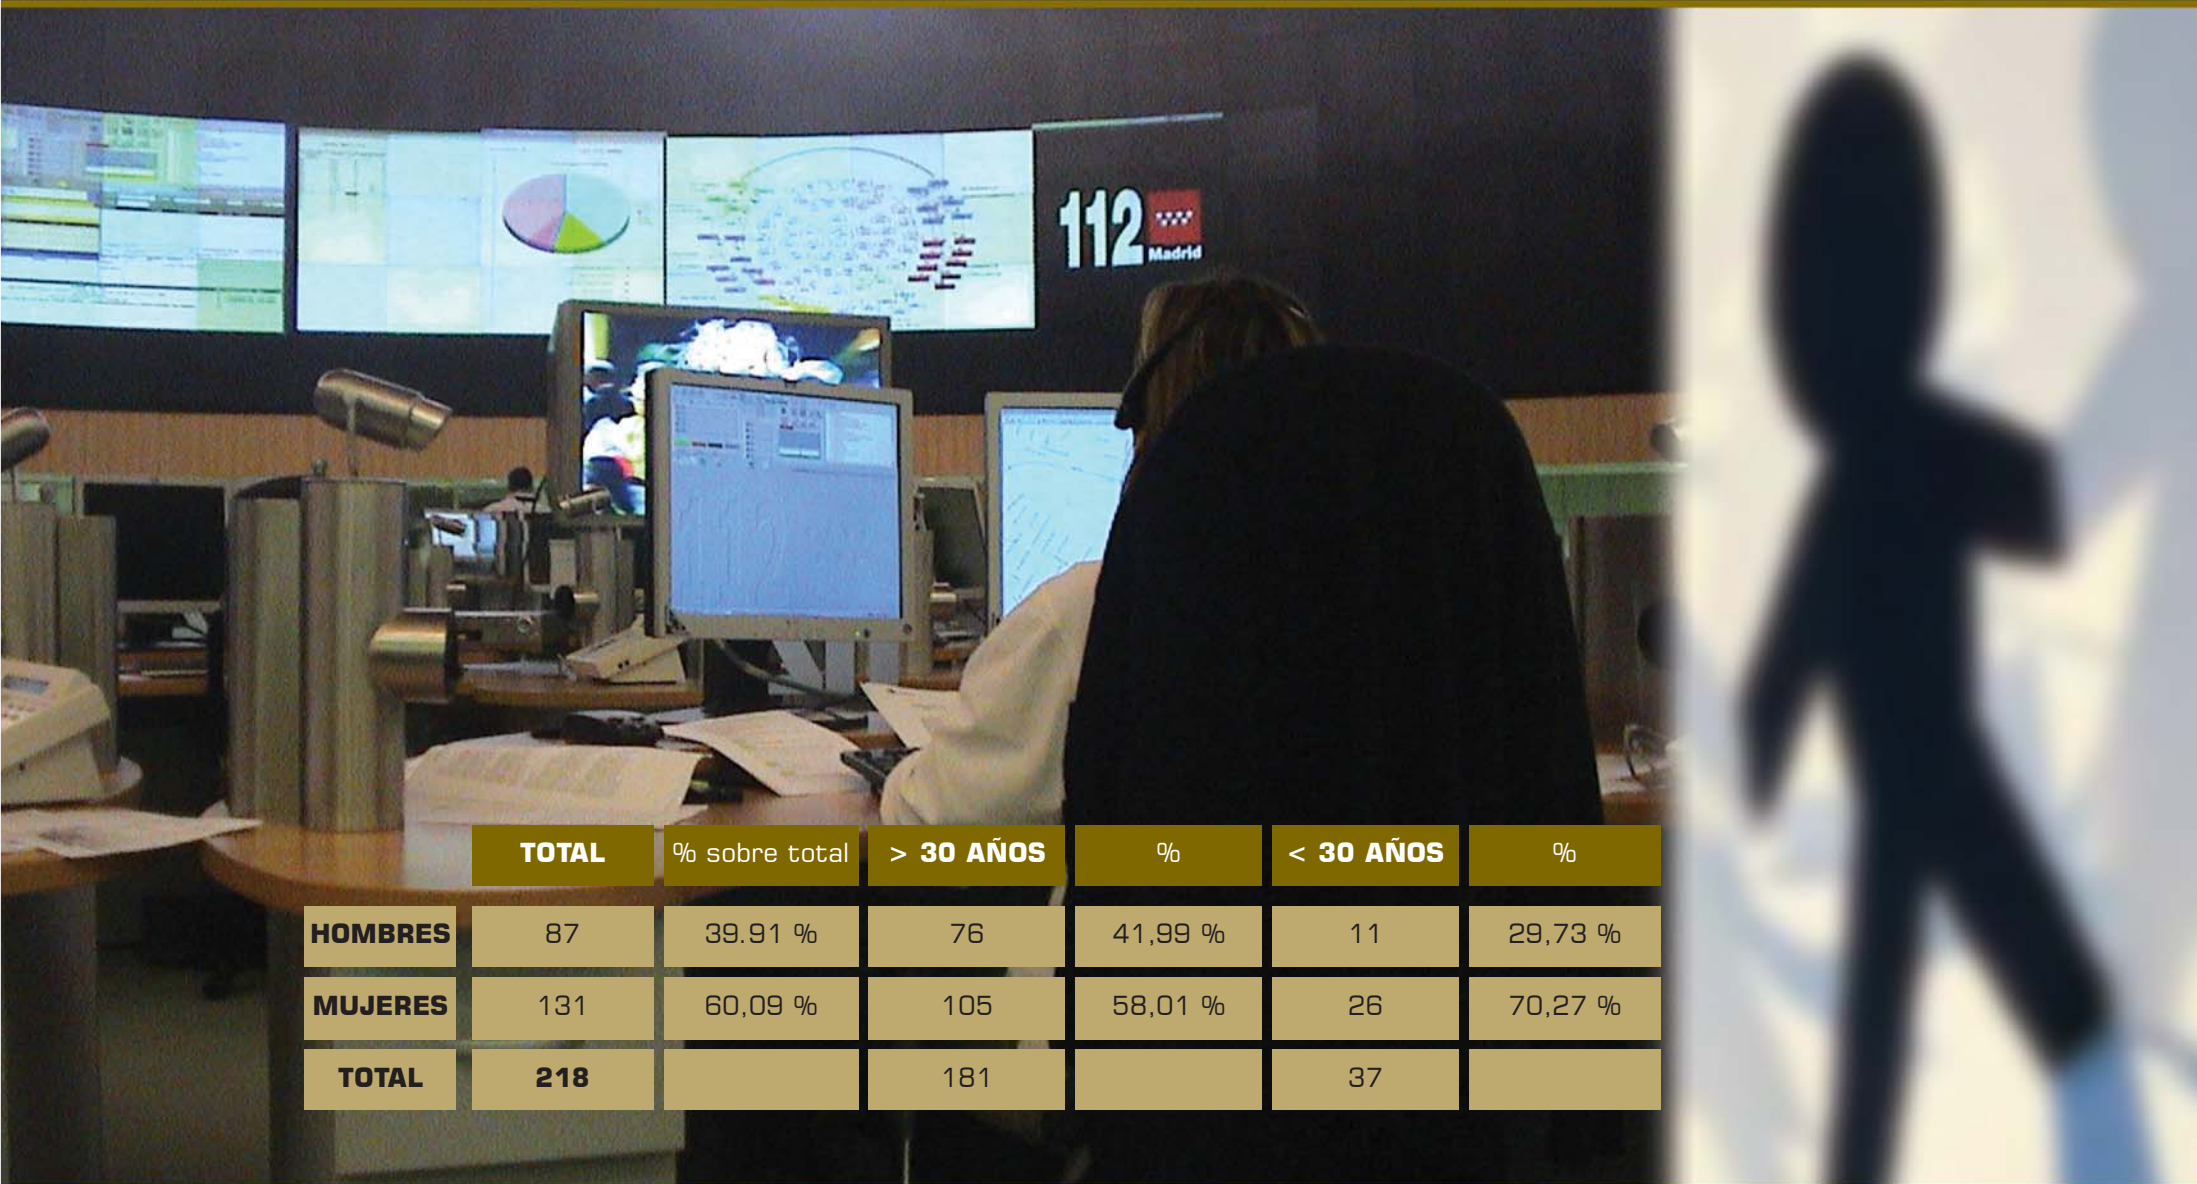 112
Madrid
TOTAL % sobre total > 30 AÑOS % < 30 AÑOS %
HOMBRES 87 39.91 % 76 41,99 % 11 29,73 %
MUJERES 131 60,09 % 105 58,01 % 26 70,27 %
TOTAL 218 181 37